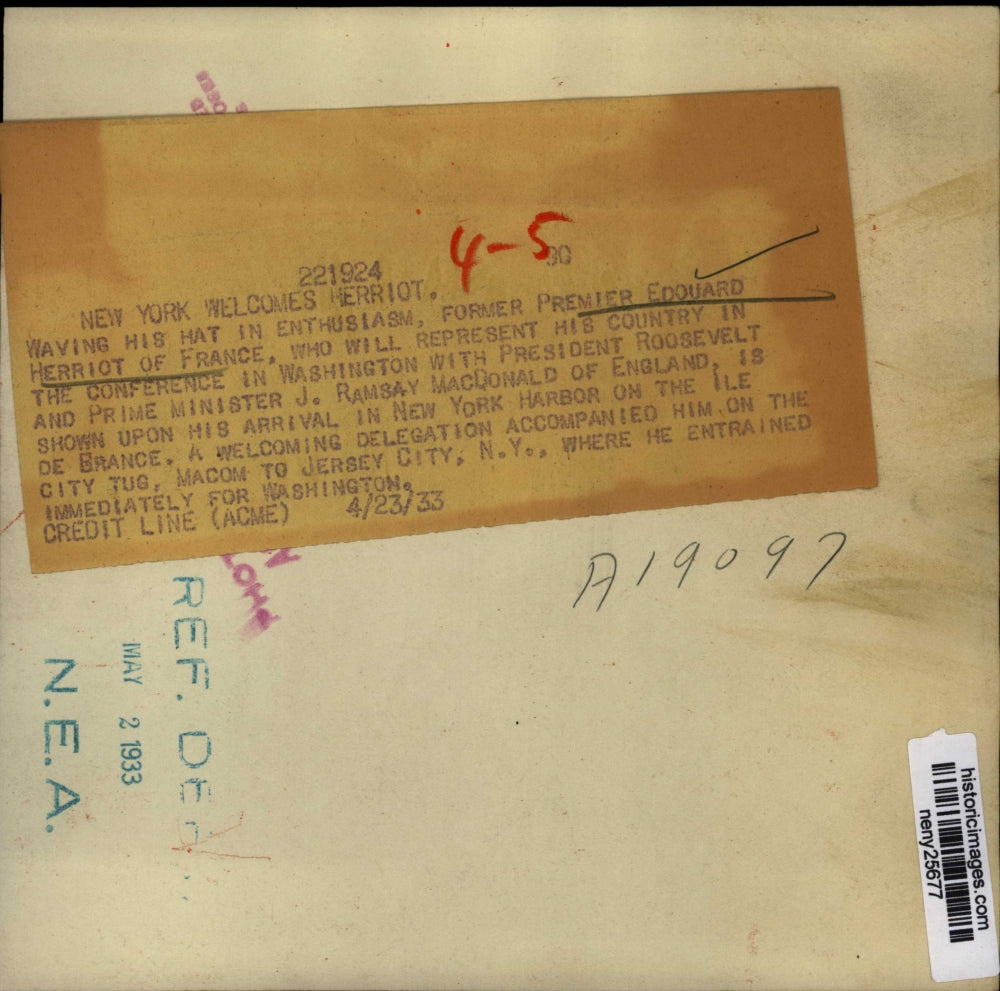 4-5
221924
NEW YORK WELCOMES HERRIOT.
WAVING HIS HAT IN ENTHUSIASM, FORMER PREMIER EDOUARD
HERRIOT OF FRANCE, WHO WILL REPRESENT HIS COUNTRY IN
THE CONFERENCE IN WASHINGTON WITH PRESIDENT ROOSEVELT
AND PRIME MINISTER J. RAMSAY MACDONALD OF ENGLAND, IS
SHOWN UPON HIS ARRIVAL IN NEW YORK HARBOR ON THE ILE
DE BRANCE. A WELCOMING DELEGATION ACCOMPANIED HIM ON THE
CITY TUG, MACOM TO JERSEY CITY, N.Y., WHERE HE ENTRAINED
IMMEDIATELY FOR WASHINGTON.
CREDIT LINE (ACME) 4/23/33
A19097
REF. DEP
MAY 2 1933
N.E.A.
historicimages.com
neny25677